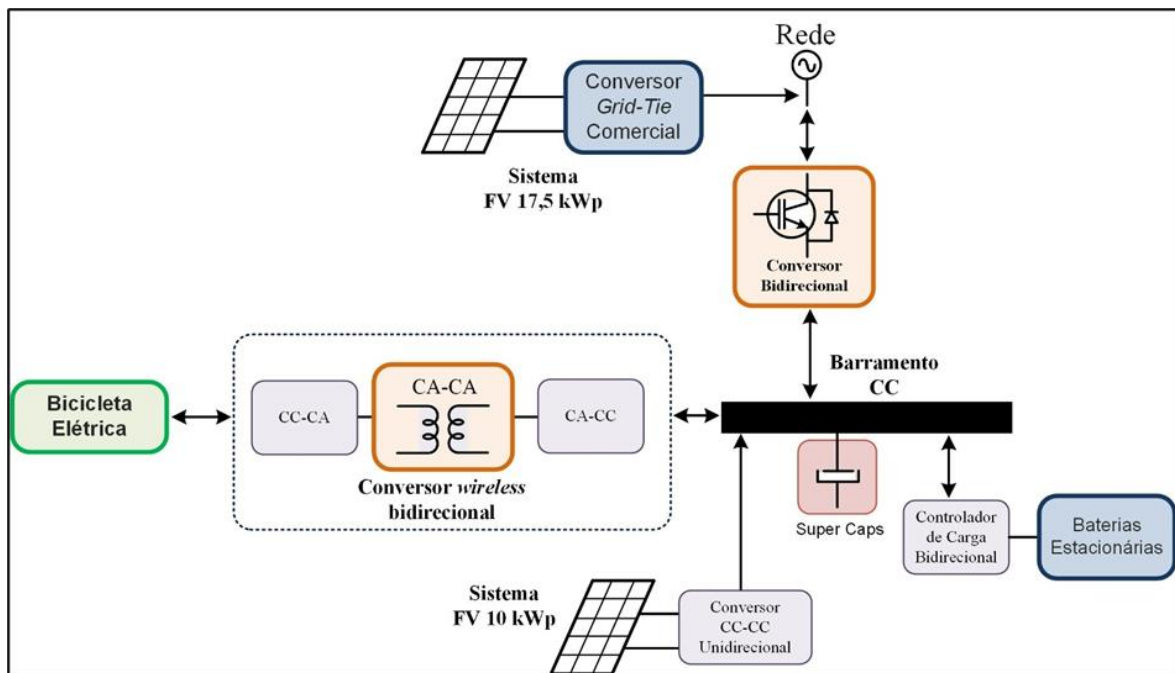 Rede
Conversor
Grid-Tie
Comercial
Sistema
FV 17,5 kWp
Conversor
Bidirecional
Barramento
CC
Bicicleta
Elétrica
CC-CA
CA-CA
CA-CC
Conversor wireless
bidirecional
Super Caps
Controlador
de Carga
Bidirecional
Baterias
Estacionárias
Sistema
FV 10 kWp
Conversor
CC-CC
Unidirecional